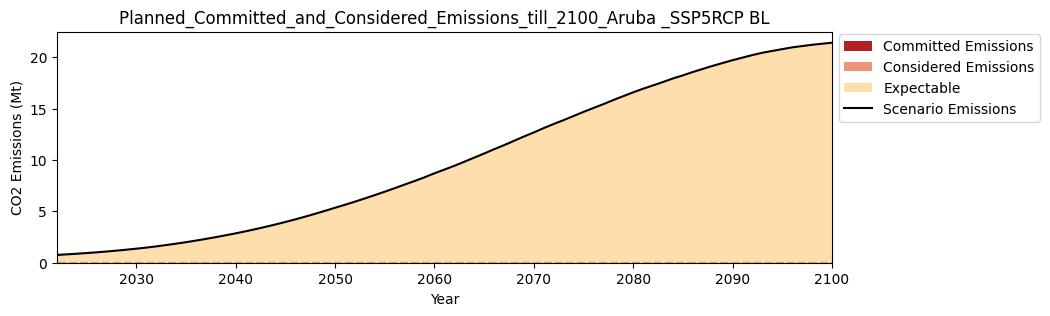 Planned_Committed_and_Considered_Emissions_till_2100_Aruba _SSP5RCP BL
20
15
10
5
0
CO2 Emissions (Mt)
2030
2040
2050
2060
2070
2080
2090
2100
Year
Committed Emissions
Considered Emissions
Expectable
Scenario Emissions